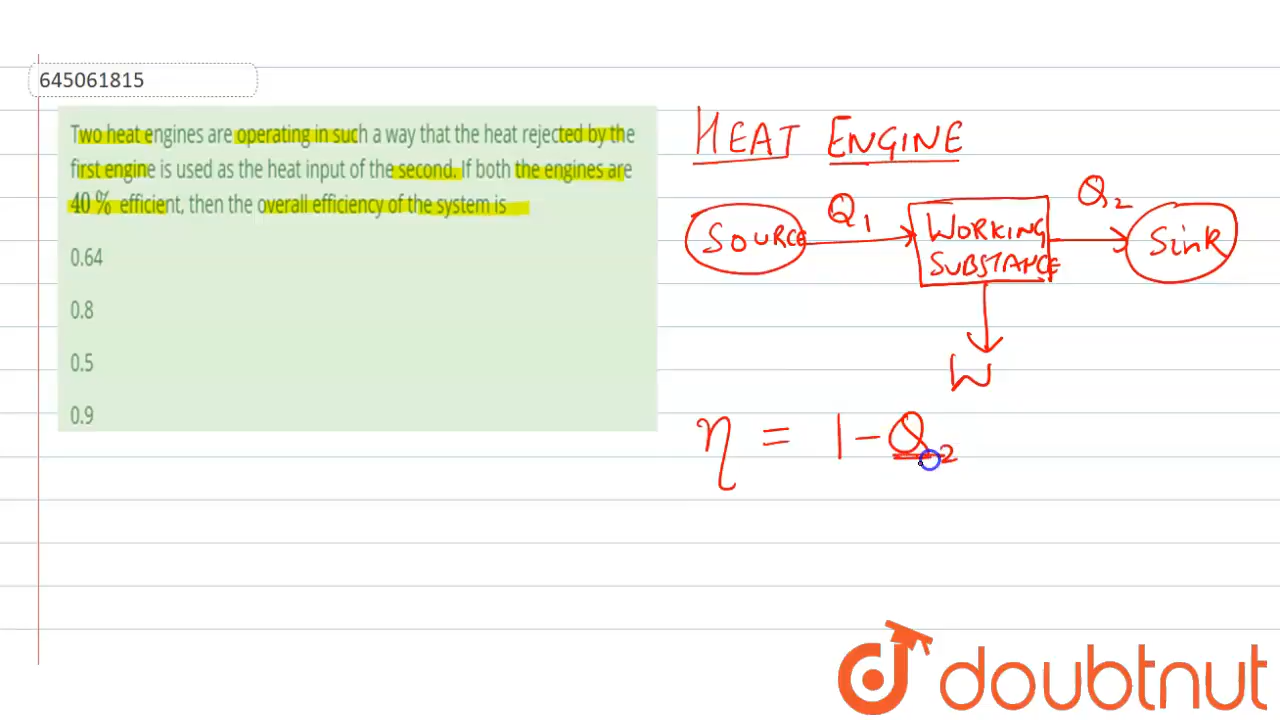 645061815
Two heat engines are operating in such a way that the heat rejected by the
first engine is used as the heat input of the second. If both the engines are
40 % efficient, then the overall efficiency of the system is
0.64
0.8
0.5
0.9
HEAT ENGINE
SOURCE Q1 WORKING SUBSTANCE Q2 SinK
W
η = 1 - Q2
doubtnut